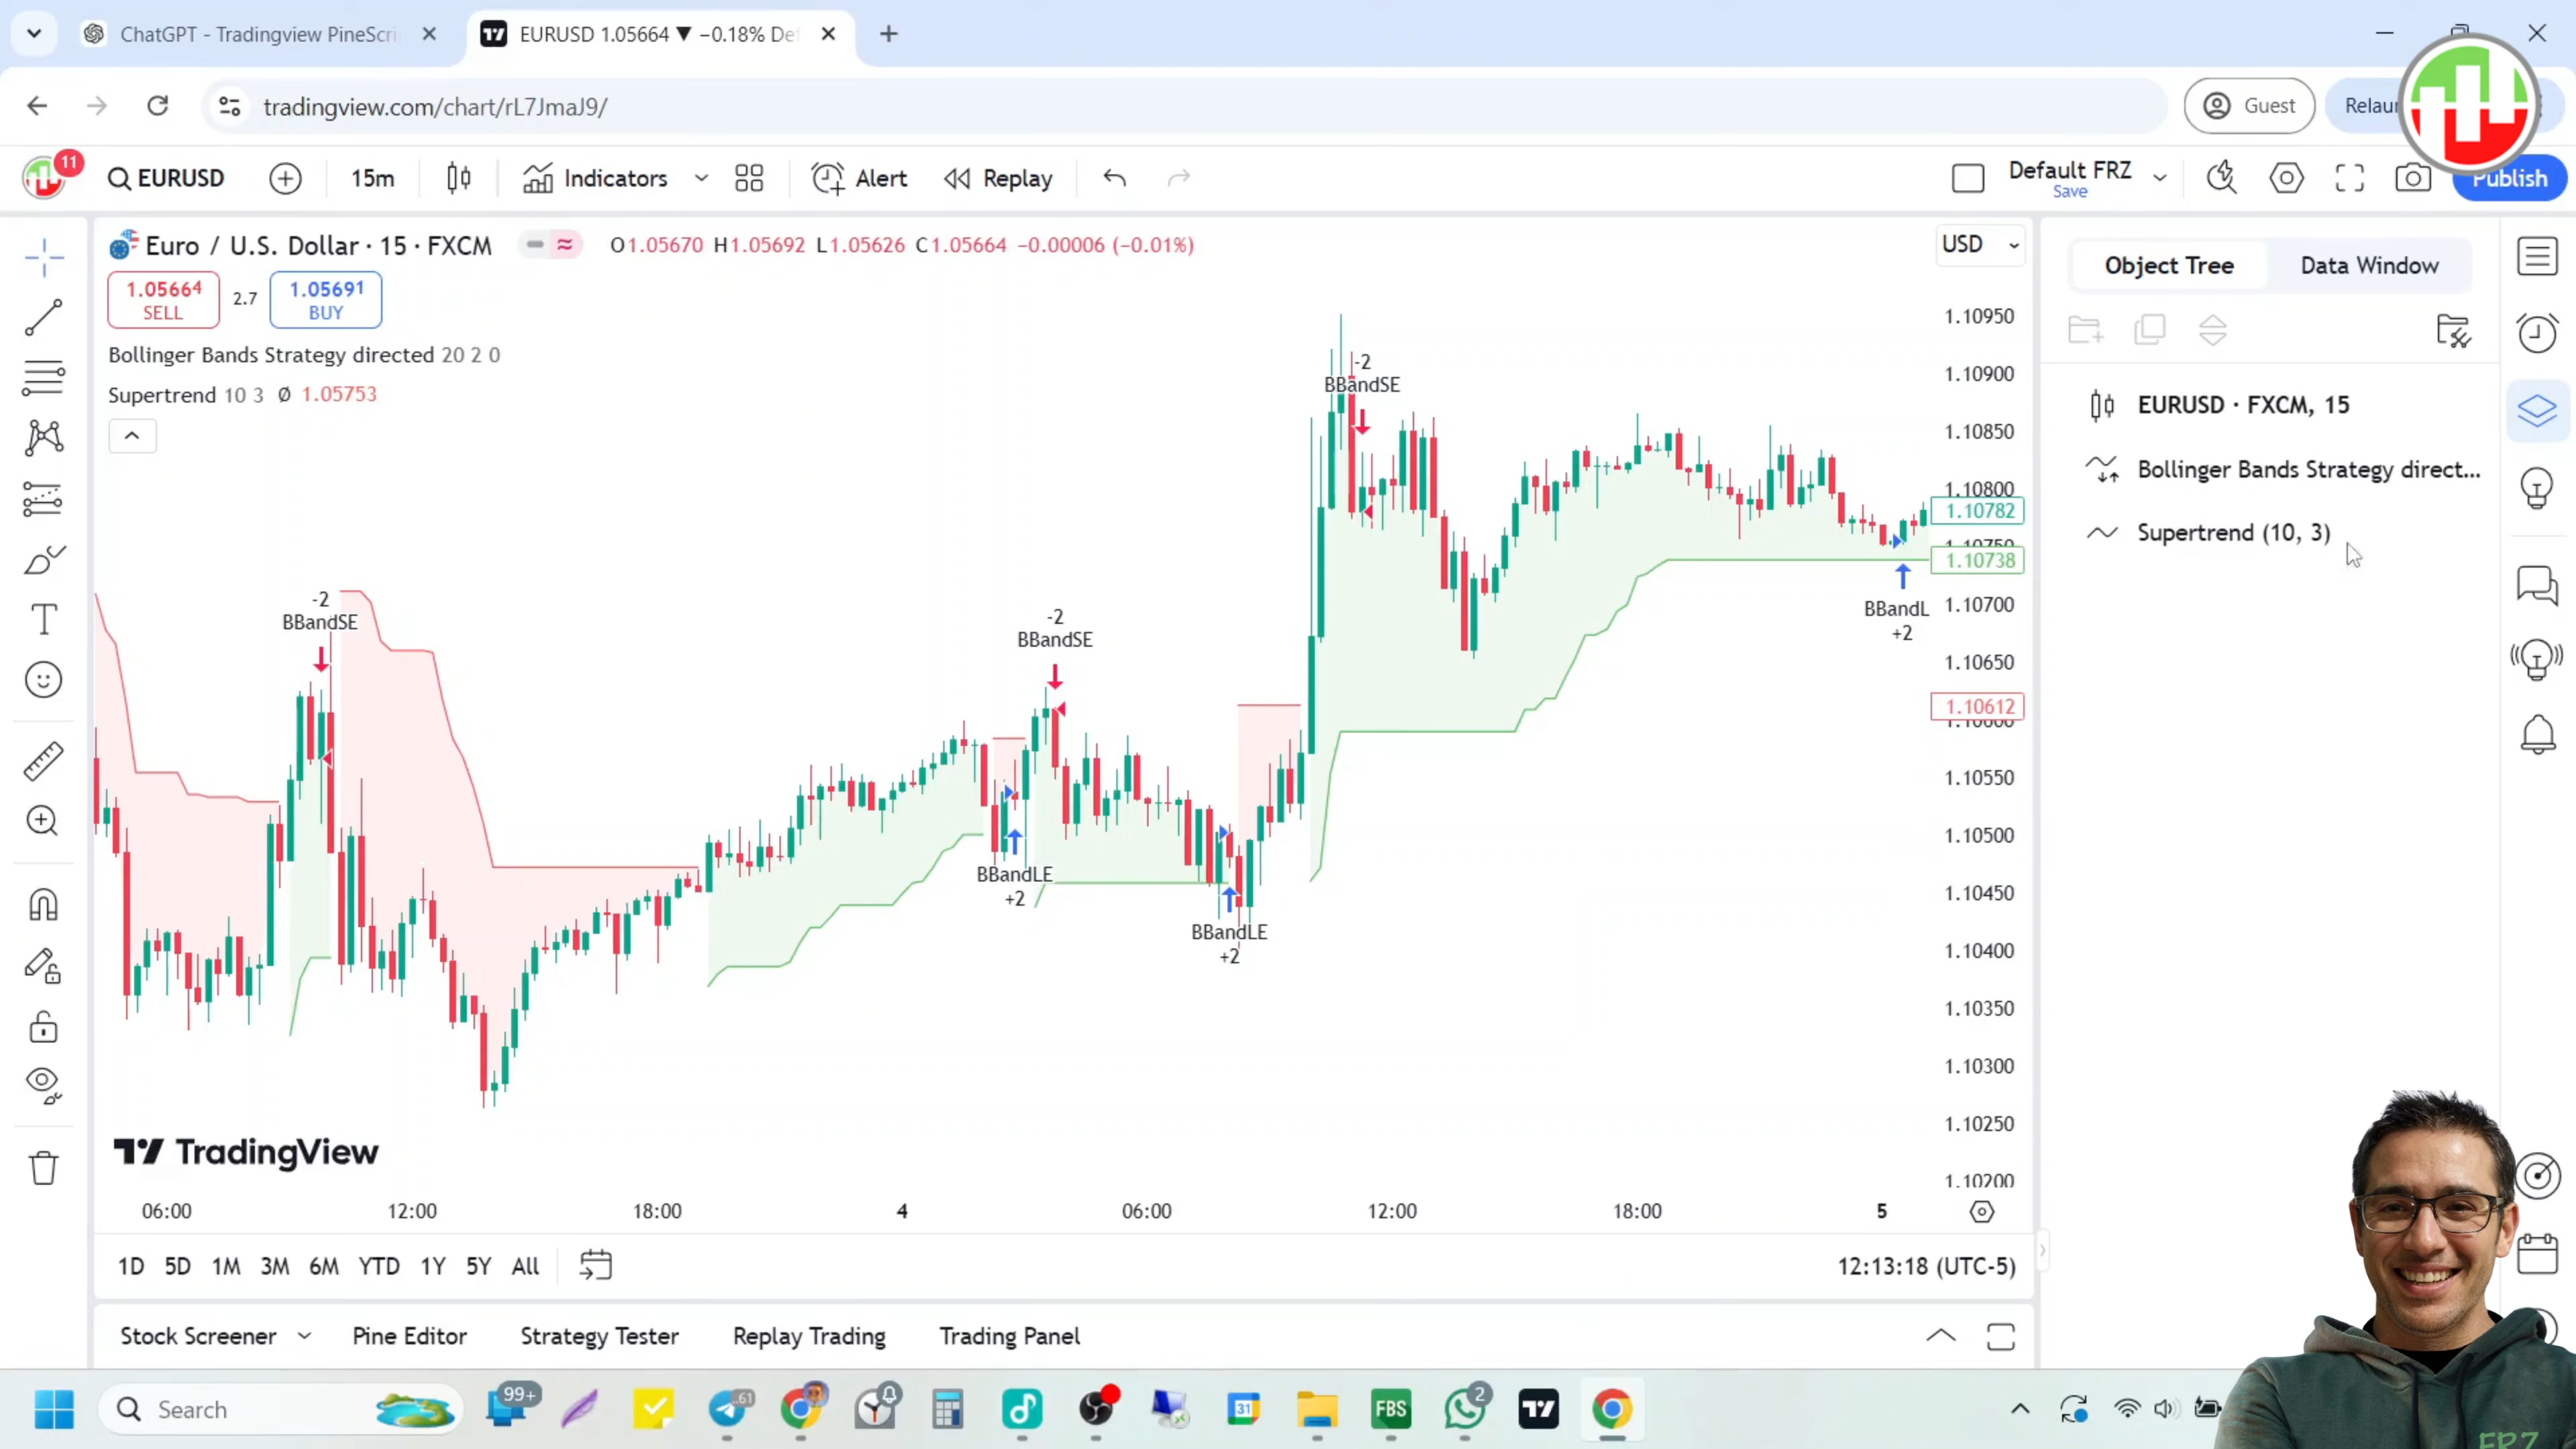 ChatGPT - Tradingview PineScri
EURUSD 1.05664 ▼ −0.18% De
tradingview.com/chart/rL7JmaJ9/
Guest
Relau
11
EURUSD
15m
Indicators
Alert
Replay
Default FRZ
Save
Publish
Euro / U.S. Dollar · 15 · FXCM
O1.05670 H1.05692 L1.05626 C1.05664 −0.00006 (−0.01%)
USD
1.05664
SELL
2.7
1.05691
BUY
Bollinger Bands Strategy directed 20 2 0
Supertrend 10 3 Ø 1.05753
Object Tree
Data Window
EURUSD · FXCM, 15
Bollinger Bands Strategy direct...
Supertrend (10, 3)
-2
BBandSE
-2
BBandSE
-2
BBandSE
BBandLE
+2
BBandLE
+2
BBandL
+2
1.10950
1.10900
1.10850
1.10800
1.10782
1.10738
1.10700
1.10650
1.10612
1.10550
1.10500
1.10450
1.10400
1.10350
1.10300
1.10250
1.10200
TradingView
06:00
12:00
18:00
4
06:00
12:00
18:00
5
1D 5D 1M 3M 6M YTD 1Y 5Y All
12:13:18 (UTC-5)
Stock Screener
Pine Editor
Strategy Tester
Replay Trading
Trading Panel
Search
99+
61
31
FBS
2
FRZ